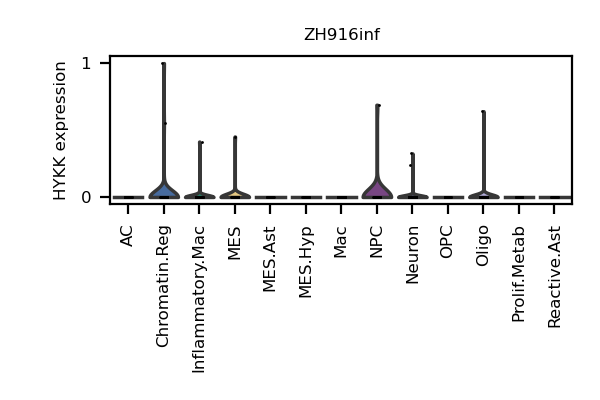 ZH916inf
HYKK expression
1
0
AC
Chromatin.Reg
Inflammatory.Mac
MES
MES.Ast
MES.Hyp
Mac
NPC
Neuron
OPC
Oligo
Prolif.Metab
Reactive.Ast